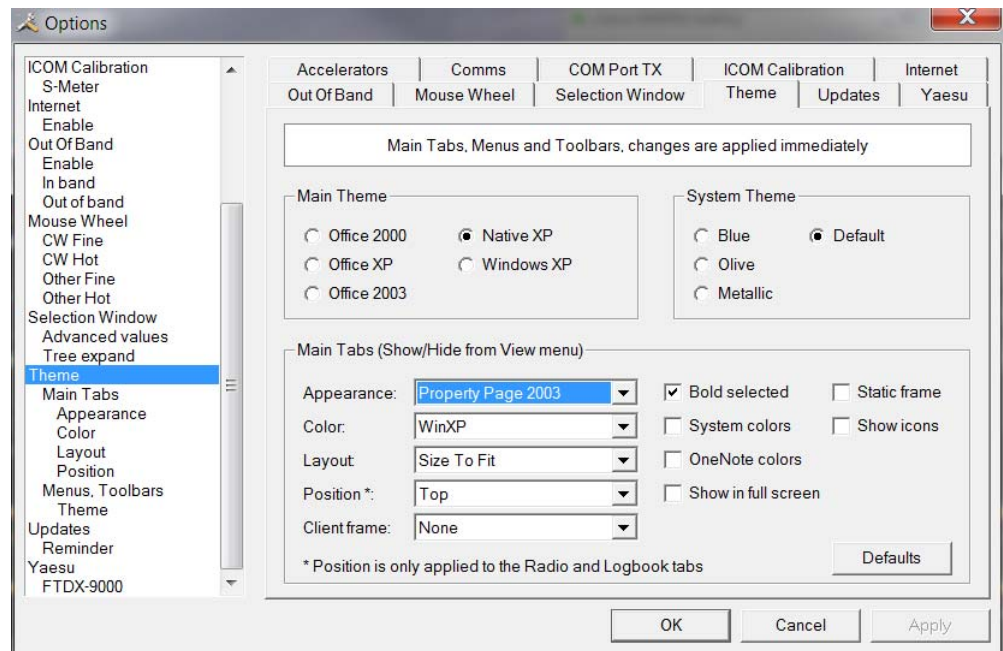 Options
ICOM Calibration
S-Meter
Internet
Enable
Out Of Band
Enable
In band
Out of band
Mouse Wheel
CW Fine
CW Hot
Other Fine
Other Hot
Selection Window
Advanced values
Tree expand
Theme
Main Tabs
Appearance
Color
Layout
Position
Menus, Toolbars
Theme
Updates
Reminder
Yaesu
FTDX-9000
Accelerators Comms COM Port TX ICOM Calibration Internet
Out Of Band Mouse Wheel Selection Window Theme Updates Yaesu
Main Tabs, Menus and Toolbars, changes are applied immediately
Main Theme
Office 2000 Native XP
Office XP Windows XP
Office 2003
System Theme
Blue Default
Olive
Metallic
Main Tabs (Show/Hide from View menu)
Appearance: Property Page 2003 Bold selected Static frame
Color: WinXP System colors Show icons
Layout: Size To Fit OneNote colors
Position *: Top Show in full screen
Client frame: None
* Position is only applied to the Radio and Logbook tabs
Defaults
OK Cancel Apply